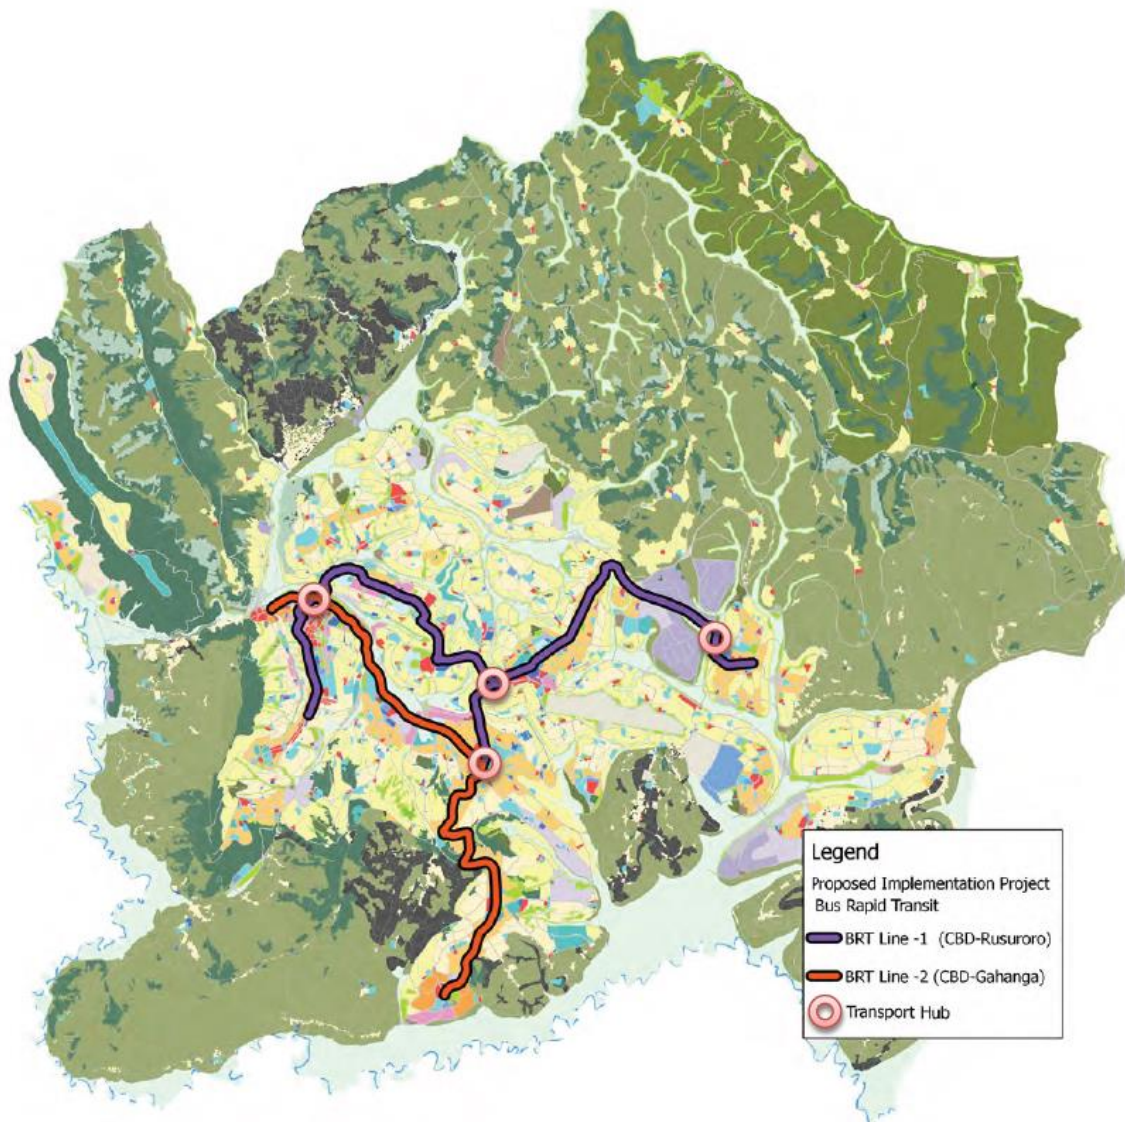 Legend
Proposed Implementation Project
Bus Rapid Transit
BRT Line -1 (CBD-Rusuroro)
BRT Line -2 (CBD-Gahanga)
Transport Hub